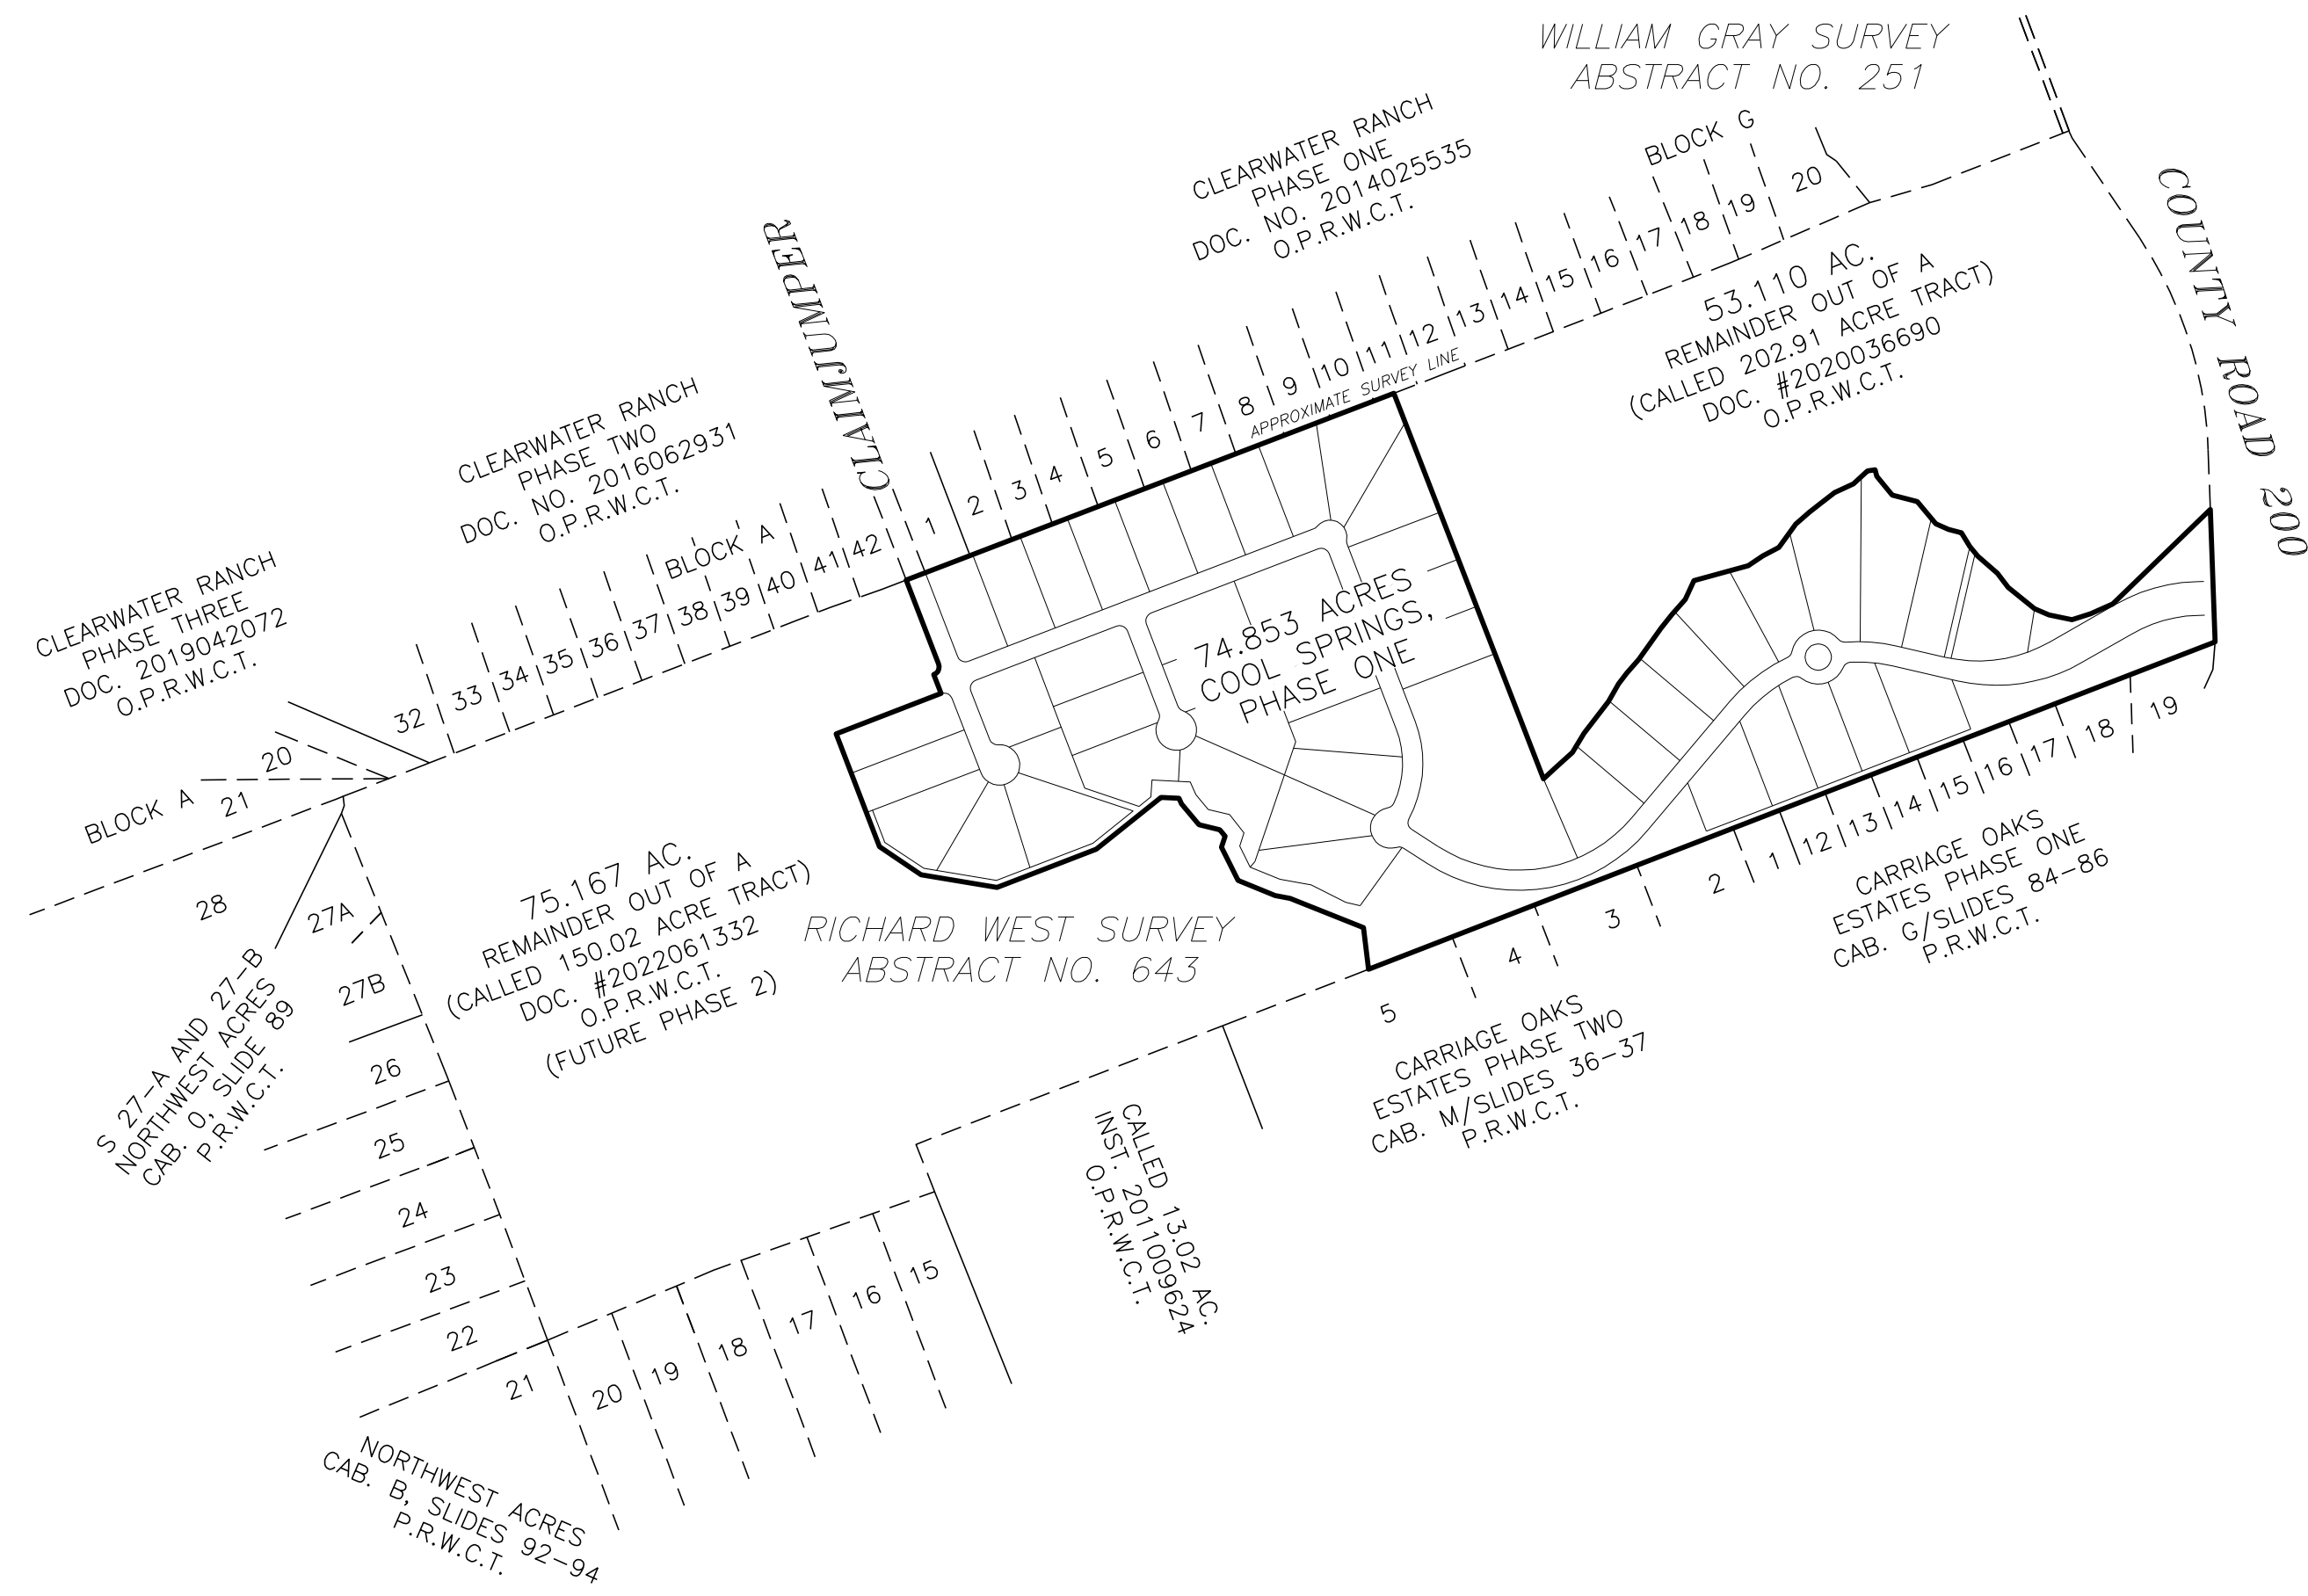 WILLIAM GRAY SURVEY
ABSTRACT NO. 251
COUNTY ROAD 200
CLEARWATER RANCH
PHASE ONE
NO. 2014025535
DOC.
O.P.R.W.C.T.
BLOCK G
CLAIMJUMPER
CLEARWATER RANCH
PHASE TWO
NO. 2016062931
DOC.
O.P.R.W.C.T.
BLOCK A
CLEARWATER RANCH
PHASE THREE
DOC. 2019042072
O.P.R.W.C.T.
BLOCK A
20
21
28
32
33
34
35
36
37
38
39
40
41
42
1
2
3
4
5
6
7
8
9
10
11
12
13
14
15
16
17
18
19
20
APPROXIMATE SURVEY LINE
53.110 AC.
REMAINDER OUT OF A
(CALLED 202.91 ACRE TRACT)
DOC. #2020036690
O.P.R.W.C.T.
74.853 ACRES
COOL SPRINGS,
PHASE ONE
75.167 AC.
REMAINDER OUT OF A
(CALLED 150.02 ACRE TRACT)
DOC. #2022061332
O.P.R.W.C.T.
(FUTURE PHASE 2)
RICHARD WEST SURVEY
ABSTRACT NO. 643
S 27-A AND 27-B
NORTHWEST ACRES
CAB. O, SLIDE 89
P.R.W.C.T.
27A
27B
26
25
24
23
22
21
20
19
18
17
16
15
NORTHWEST ACRES
CAB. B, SLIDES 92-94
P.R.W.C.T.
CALLED 13.02 AC.
INST. 2011009624
O.P.R.W.C.T.
5
4
3
2
1
12
13
14
15
16
17
18
19
CARRIAGE OAKS
ESTATES PHASE TWO
CAB. M/SLIDES 36-37
P.R.W.C.T.
CARRIAGE OAKS
ESTATES PHASE ONE
CAB. G/SLIDES 84-86
P.R.W.C.T.